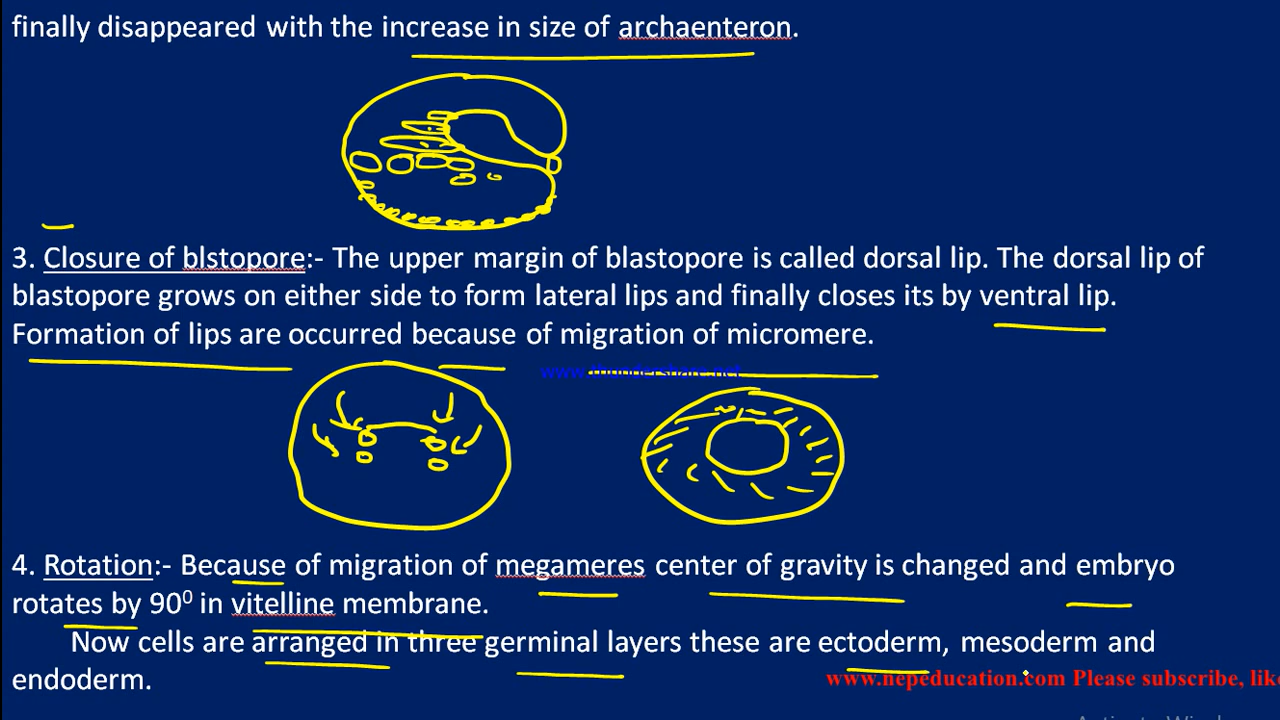 finally disappeared with the increase in size of archaenteron.
3. Closure of blstopore:- The upper margin of blastopore is called dorsal lip. The dorsal lip of
blastopore grows on either side to form lateral lips and finally closes its by ventral lip.
Formation of lips are occurred because of migration of micromere.
www.thundershare.net
4. Rotation:- Because of migration of megameres center of gravity is changed and embryo
rotates by 90⁰ in vitelline membrane.
Now cells are arranged in three germinal layers these are ectoderm, mesoderm and
endoderm.
www.nepeducation.com Please subscribe, lik